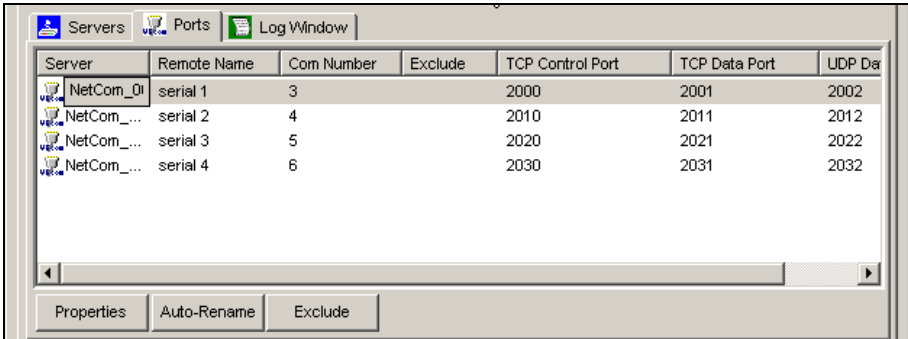 Servers Ports Log Window
Server Remote Name Com Number Exclude TCP Control Port TCP Data Port UDP Da
NetCom_0 serial 1 3 2000 2001 2002
NetCom_... serial 2 4 2010 2011 2012
NetCom_... serial 3 5 2020 2021 2022
NetCom_... serial 4 6 2030 2031 2032
Properties Auto-Rename Exclude